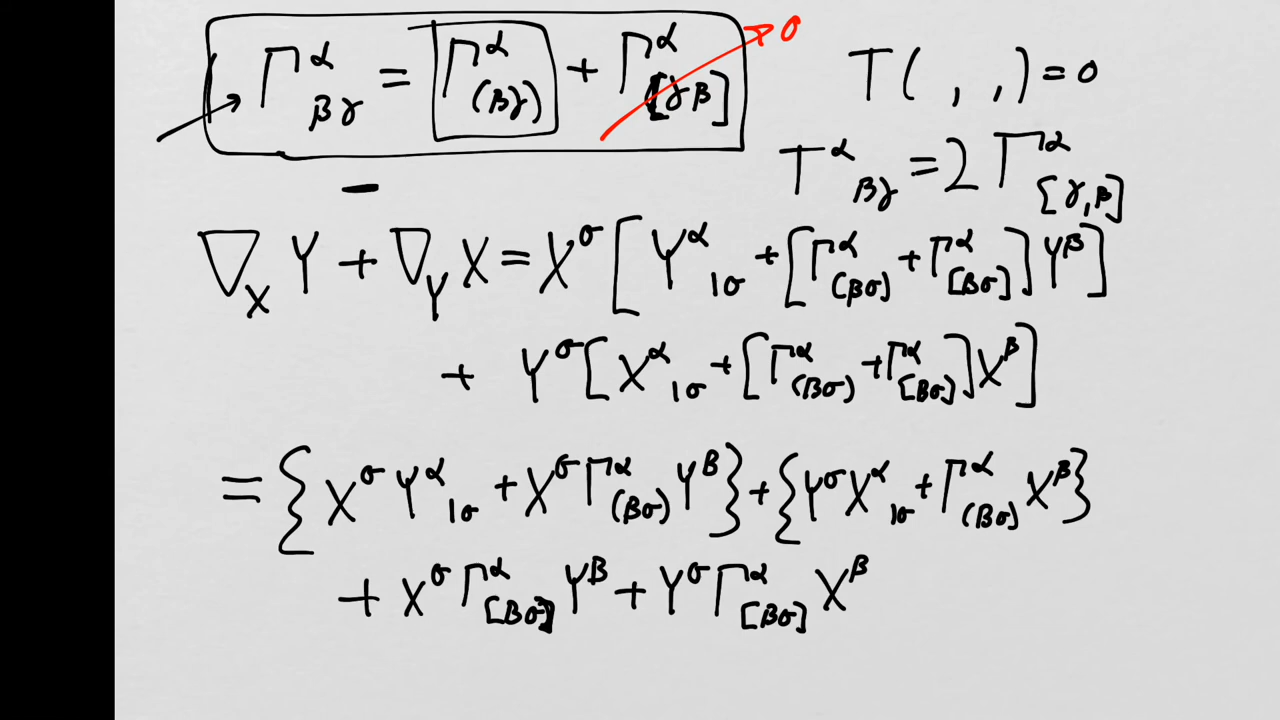 Γ^α_{βγ} = Γ^α_{(βγ)} + Γ^α_{[γβ]} → 0
T( , , ) = 0
T^α_{βγ} = 2 Γ^α_{[γ,β]}
∇_X Y + ∇_Y X = X^σ [ Y^α_{|σ} + [ Γ^α_{(βσ)} + Γ^α_{[βσ]} ] Y^β ]
+ Y^σ [ X^α_{|σ} + [ Γ^α_{(βσ)} + Γ^α_{[βσ]} ] X^β ]
= { X^σ Y^α_{|σ} + X^σ Γ^α_{(βσ)} Y^β } + { Y^σ X^α_{|σ} + Γ^α_{(βσ)} X^β }
+ X^σ Γ^α_{[βσ]} Y^β + Y^σ Γ^α_{[βσ]} X^β